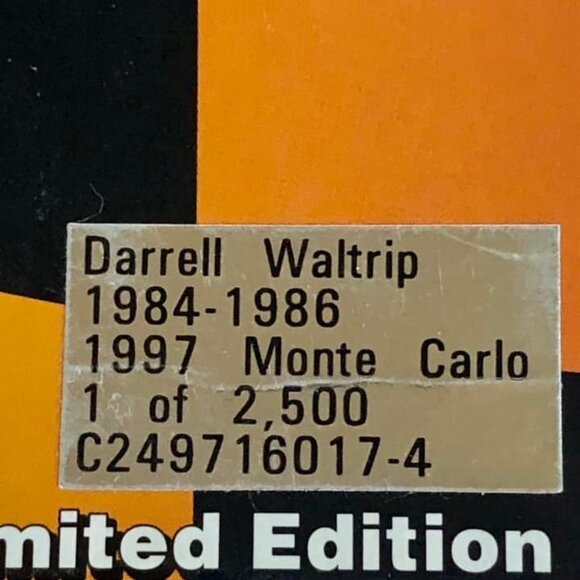 Darrell Waltrip
1984-1986
1997 Monte Carlo
1 of 2,500
C249716017-4
mited Edition